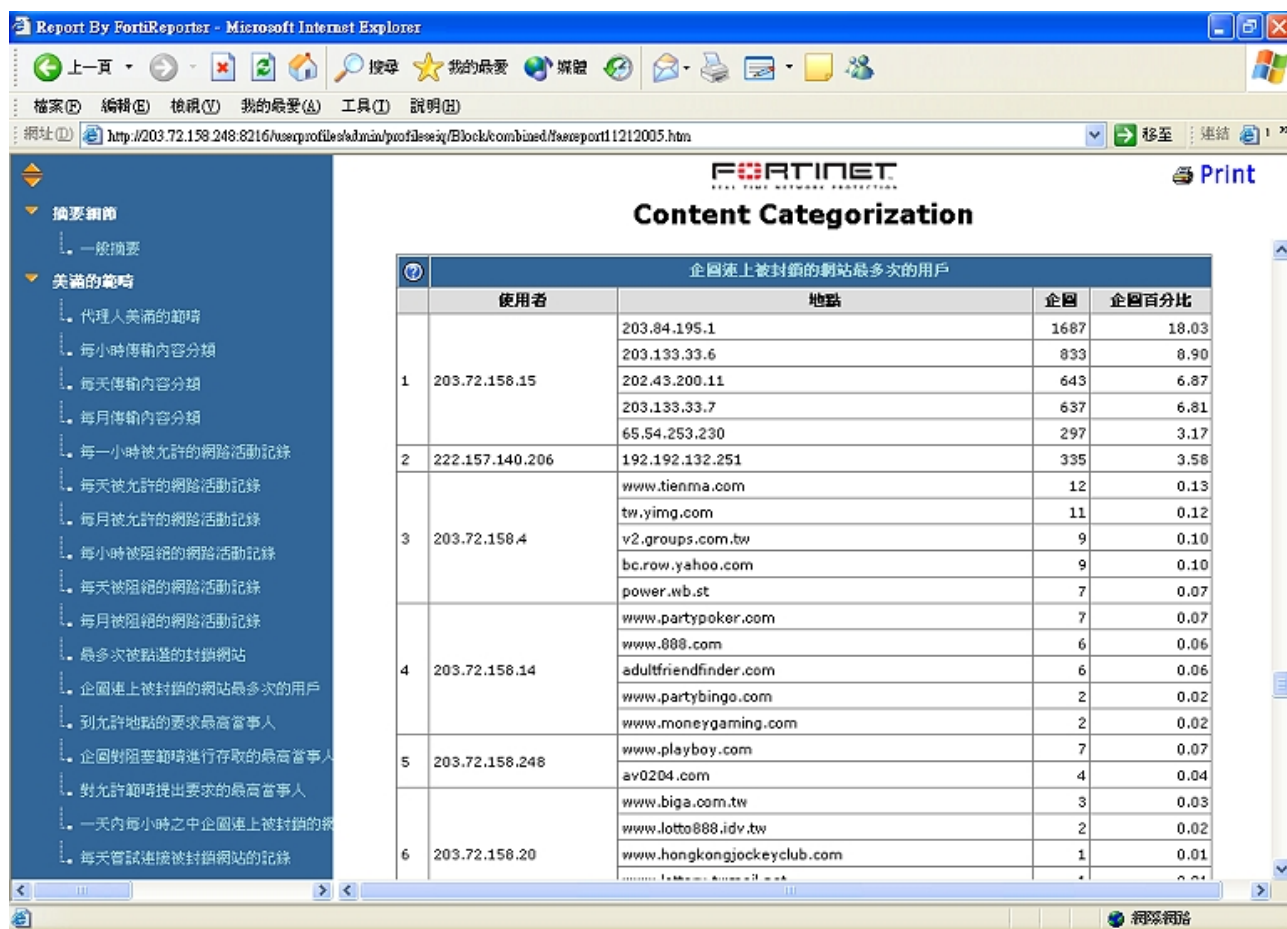 Report By FortiReporter - Microsoft Internet Explorer
上一頁 搜尋 我的最愛 媒體
檔案(F) 編輯(E) 檢視(V) 我的最愛(A) 工具(T) 說明(H)
網址(D) http://203.72.158.248:8216/userprofiles/admin/profileseiq/Block/combined/fasreport11212005.htm 移至 連結
摘要細節
一般摘要
美滿的範疇
代理人美滿的範疇
每小時傳輸內容分類
每天傳輸內容分類
每月傳輸內容分類
每一小時被允許的網路活動記錄
每天被允許的網路活動記錄
每月被允許的網路活動記錄
每小時被阻絕的網路活動記錄
每天被阻絕的網路活動記錄
每月被阻絕的網路活動記錄
最多次被點選的封鎖網站
企圖連上被封鎖的網站最多次的用戶
到允許地點的要求最高當事人
企圖對阻塞範疇進行存取的最高當事人
對允許範疇提出要求的最高當事人
一天內每小時之中企圖連上被封鎖的網
每天嘗試連接被封鎖網站的記錄
FORTINET
REAL TIME NETWORK PROTECTION
Print
Content Categorization
企圖連上被封鎖的網站最多次的用戶
使用者 地點 企圖 企圖百分比
1 203.72.158.15 203.84.195.1 1687 18.03
203.133.33.6 833 8.90
202.43.200.11 643 6.87
203.133.33.7 637 6.81
65.54.253.230 297 3.17
2 222.157.140.206 192.192.132.251 335 3.58
3 203.72.158.4 www.tienma.com 12 0.13
tw.yimg.com 11 0.12
v2.groups.com.tw 9 0.10
bc.row.yahoo.com 9 0.10
power.wb.st 7 0.07
4 203.72.158.14 www.partypoker.com 7 0.07
www.888.com 6 0.06
adultfriendfinder.com 6 0.06
www.partybingo.com 2 0.02
www.moneygaming.com 2 0.02
5 203.72.158.248 www.playboy.com 7 0.07
av0204.com 4 0.04
6 203.72.158.20 www.biga.com.tw 3 0.03
www.lotto888.idv.tw 2 0.02
www.hongkongjockeyclub.com 1 0.01
網際網路